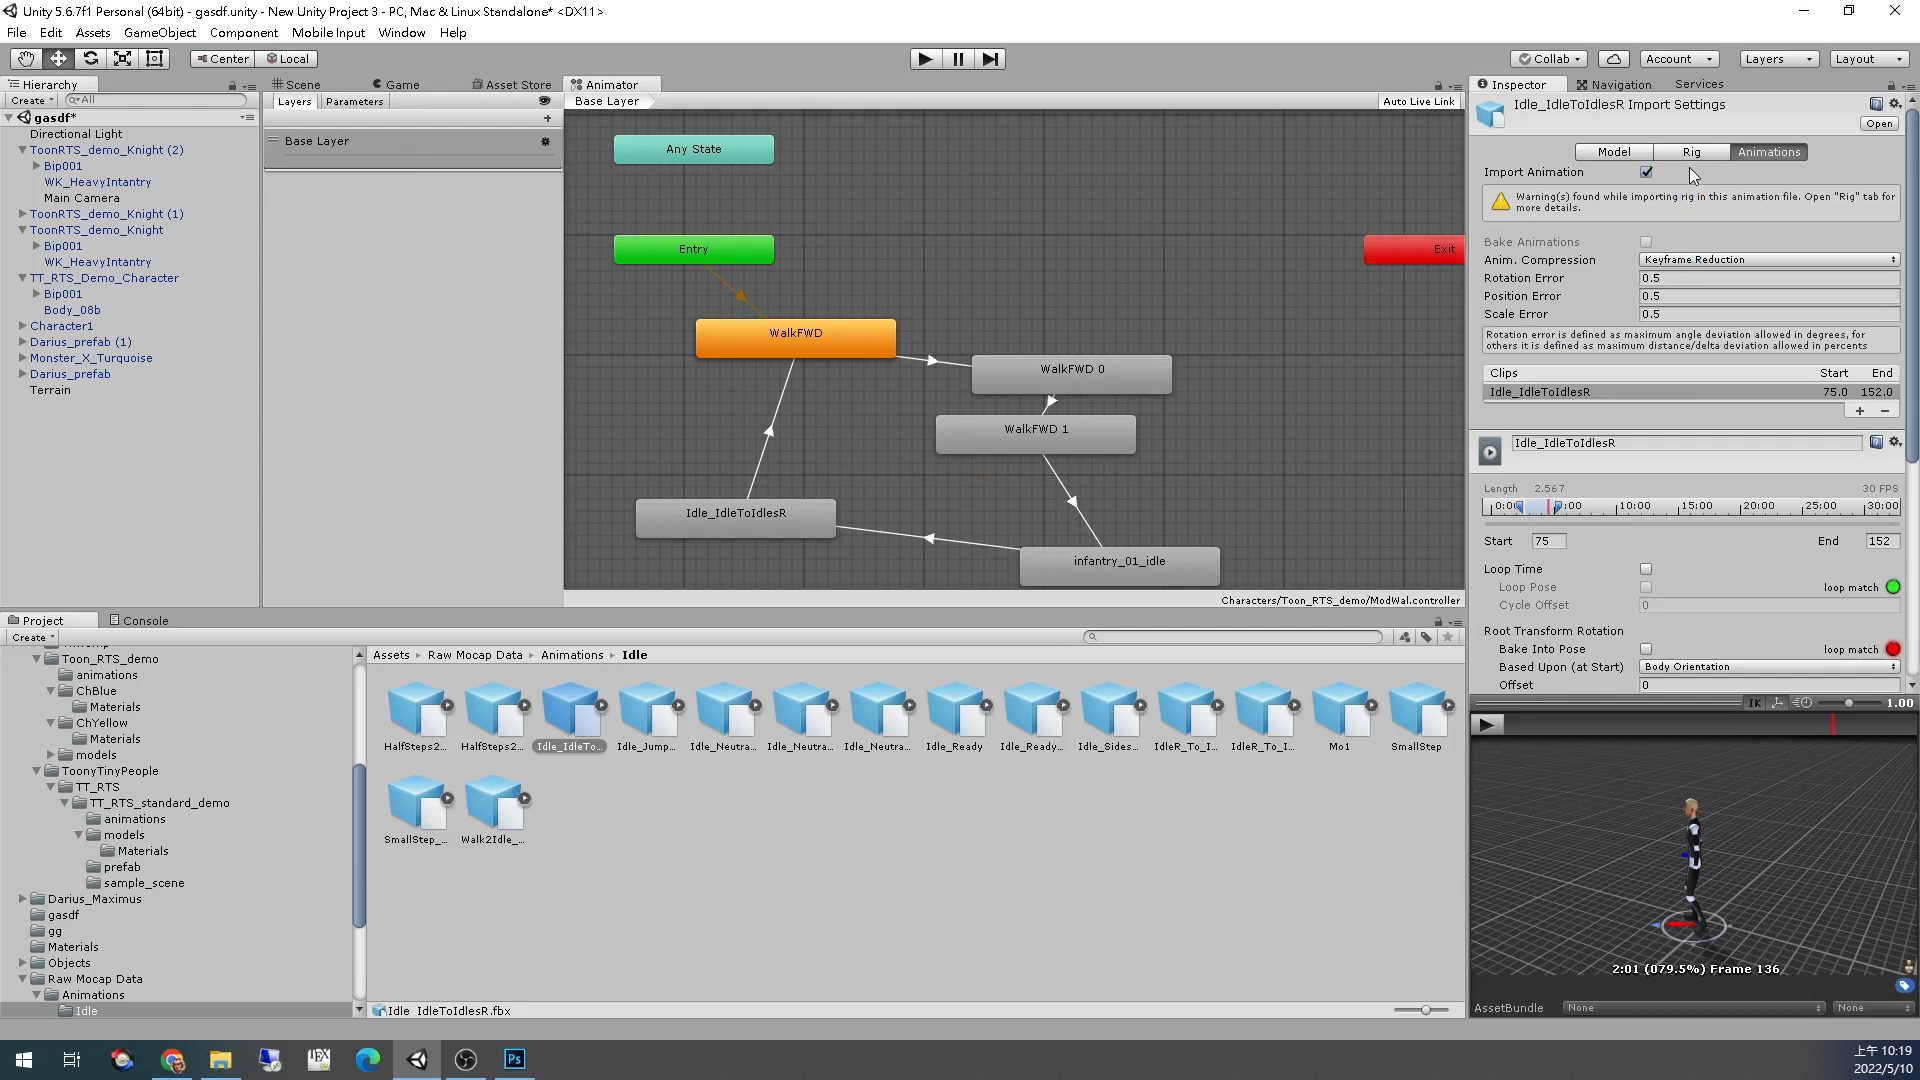 Unity 5.6.7f1 Personal (64bit) - gasdf.unity - New Unity Project 3 - PC, Mac & Linux Standalone* <DX11>
File Edit Assets GameObject Component Mobile Input Window Help
Center Local Collab Account Layers Layout
Hierarchy
Create All
gasdf*
Directional Light
ToonRTS_demo_Knight (2)
Bip001
WK_HeavyIntantry
Main Camera
ToonRTS_demo_Knight (1)
ToonRTS_demo_Knight
Bip001
WK_HeavyIntantry
TT_RTS_Demo_Character
Bip001
Body_08b
Character1
Darius_prefab (1)
Monster_X_Turquoise
Darius_prefab
Terrain
Scene Game Asset Store Animator
Layers Parameters
Base Layer
Base Layer Auto Live Link
Any State
Entry
Exit
WalkFWD
WalkFWD 0
WalkFWD 1
Idle_IdleToIdlesR
infantry_01_idle
Characters/Toon_RTS_demo/ModWal.controller
Inspector Navigation Services
Idle_IdleToIdlesR Import Settings
Open
Model Rig Animations
Import Animation
Warning(s) found while importing rig in this animation file. Open "Rig" tab for
more details.
Bake Animations
Anim. Compression Keyframe Reduction
Rotation Error 0.5
Position Error 0.5
Scale Error 0.5
Rotation error is defined as maximum angle deviation allowed in degrees, for
others it is defined as maximum distance/delta deviation allowed in percents
Clips Start End
Idle_IdleToIdlesR 75.0 152.0
+ -
Idle_IdleToIdlesR
Length 2.567 30 FPS
0:0 :00 10:00 15:00 20:00 25:00 30:00
Start 75 End 152
Loop Time
Loop Pose loop match
Cycle Offset 0
Root Transform Rotation
Bake Into Pose loop match
Based Upon (at Start) Body Orientation
Offset 0
IK 1.00
2:01 (079.5%) Frame 136
AssetBundle None None
Project Console
Create
Toon_RTS_demo
animations
ChBlue
Materials
ChYellow
Materials
models
ToonyTinyPeople
TT_RTS
TT_RTS_standard_demo
animations
models
Materials
prefab
sample_scene
Darius_Maximus
gasdf
gg
Materials
Objects
Raw Mocap Data
Animations
Idle
Assets Raw Mocap Data Animations Idle
HalfSteps2... HalfSteps2... Idle_IdleTo... Idle_Jump... Idle_Neutra... Idle_Neutra... Idle_Neutra... Idle_Ready Idle_Ready... Idle_Sides... IdleR_To_I... IdleR_To_I... Mo1 SmallStep
SmallStep_... Walk2Idle_...
Idle_IdleToIdlesR.fbx
TEX Ps
上午 10:19
2022/5/10